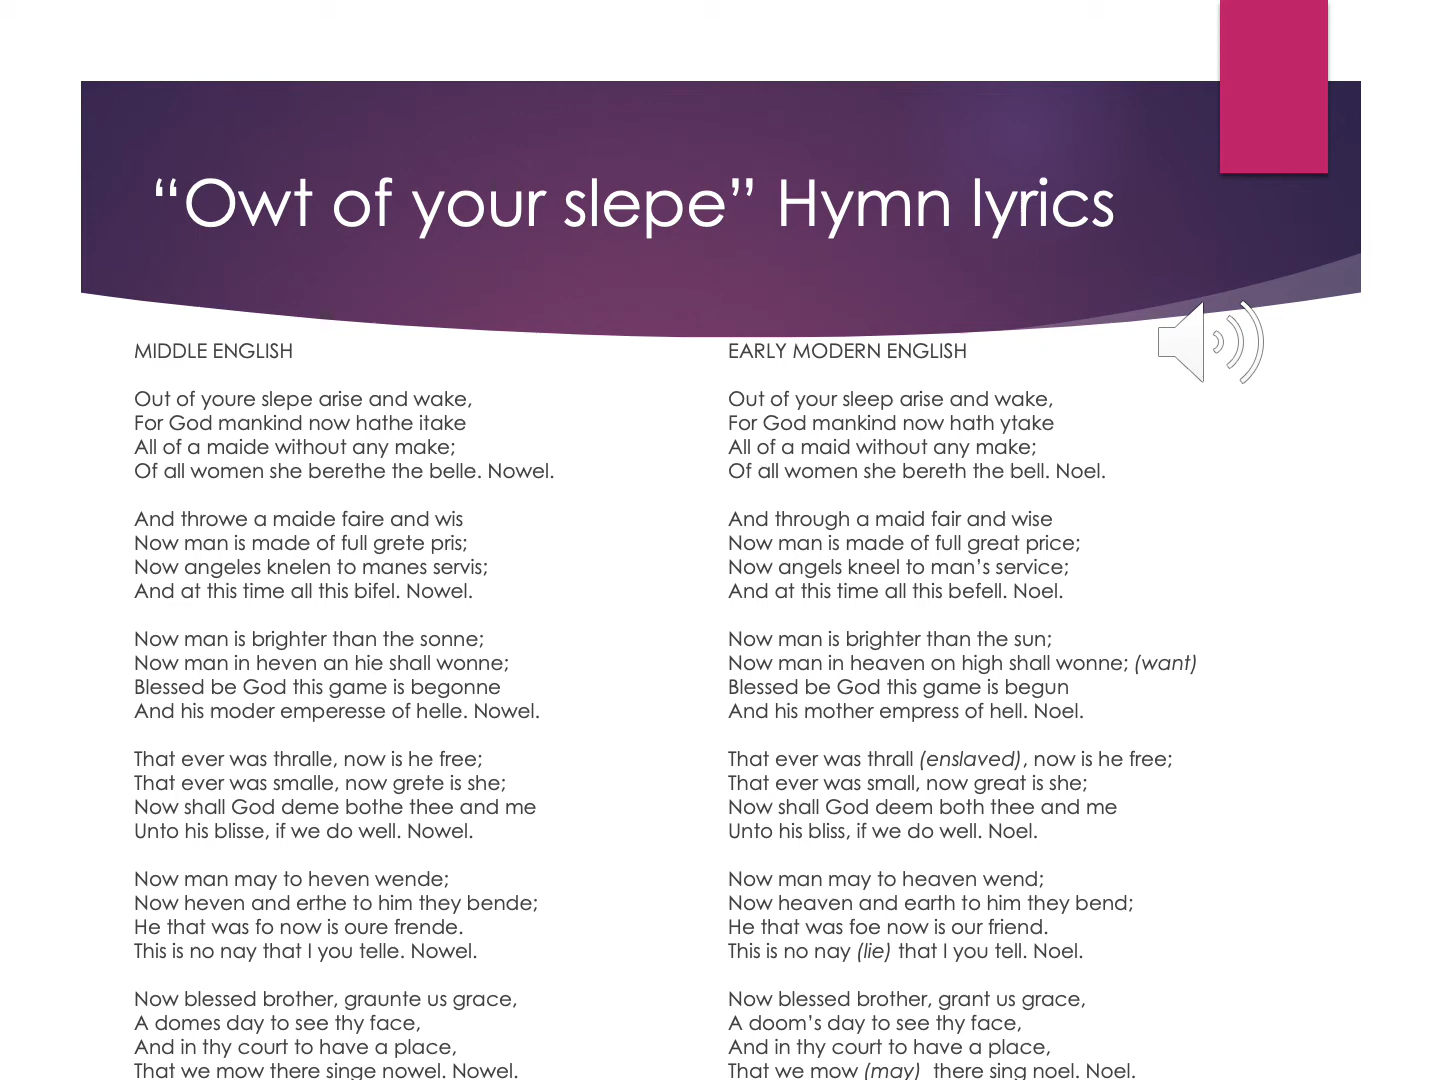 “Owt of your slepe” Hymn lyrics
MIDDLE ENGLISH
Out of youre slepe arise and wake,
For God mankind now hathe itake
All of a maide without any make;
Of all women she berethe the belle. Nowel.
And throwe a maide faire and wis
Now man is made of full grete pris;
Now angeles knelen to manes servis;
And at this time all this bifel. Nowel.
Now man is brighter than the sonne;
Now man in heven an hie shall wonne;
Blessed be God this game is begonne
And his moder emperesse of helle. Nowel.
That ever was thralle, now is he free;
That ever was smalle, now grete is she;
Now shall God deme bothe thee and me
Unto his blisse, if we do well. Nowel.
Now man may to heven wende;
Now heven and erthe to him they bende;
He that was fo now is oure frende.
This is no nay that I you telle. Nowel.
Now blessed brother, graunte us grace,
A domes day to see thy face,
And in thy court to have a place,
That we mow there singe nowel. Nowel.
EARLY MODERN ENGLISH
Out of your sleep arise and wake,
For God mankind now hath ytake
All of a maid without any make;
Of all women she bereth the bell. Noel.
And through a maid fair and wise
Now man is made of full great price;
Now angels kneel to man’s service;
And at this time all this befell. Noel.
Now man is brighter than the sun;
Now man in heaven on high shall wonne; (want)
Blessed be God this game is begun
And his mother empress of hell. Noel.
That ever was thrall (enslaved), now is he free;
That ever was small, now great is she;
Now shall God deem both thee and me
Unto his bliss, if we do well. Noel.
Now man may to heaven wend;
Now heaven and earth to him they bend;
He that was foe now is our friend.
This is no nay (lie) that I you tell. Noel.
Now blessed brother, grant us grace,
A doom’s day to see thy face,
And in thy court to have a place,
That we mow (may) there sing noel. Noel.